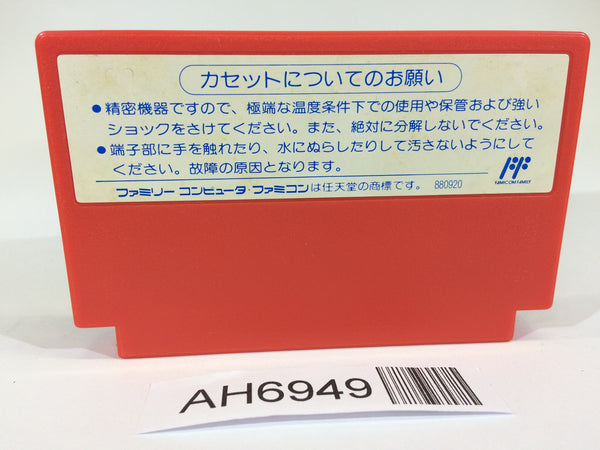 カセットについてのお願い
●精密機器ですので、極端な温度条件下での使用や保管および強い
ショックをさけてください。また、絶対に分解しないでください。
●端子部に手を触れたり、水にぬらしたりして汚さないようにして
ください。故障の原因となります。
ファミリーコンピュータ・ファミコンは任天堂の商標です。 880920
FAMICOM FAMILY
AH6949